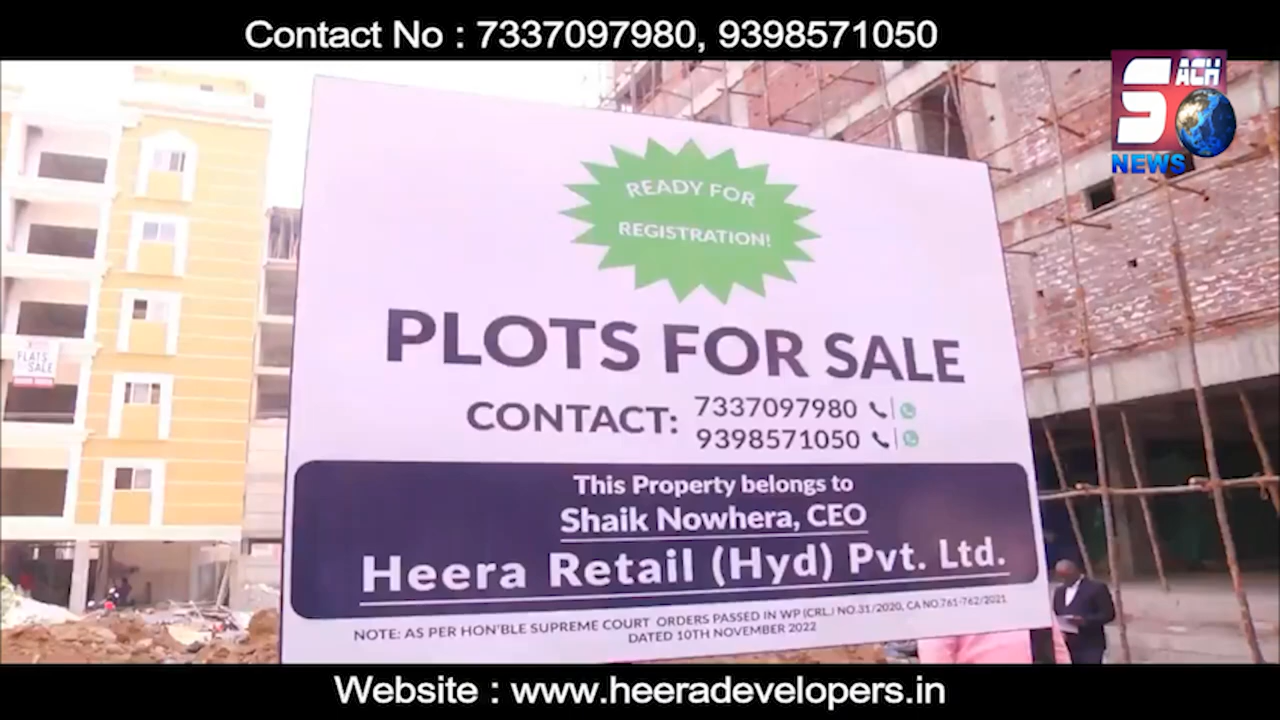 Contact No : 7337097980, 9398571050
SACH
NEWS
READY FOR
REGISTRATION!
PLOTS FOR SALE
CONTACT: 7337097980
9398571050
This Property belongs to
Shaik Nowhera, CEO
Heera Retail (Hyd) Pvt. Ltd.
NOTE: AS PER HON'BLE SUPREME COURT ORDERS PASSED IN WP (CRL.) NO.31/2020, CA NO.761-762/2021
DATED 10TH NOVEMBER 2022
FLATS
SALE
Website : www.heeradevelopers.in